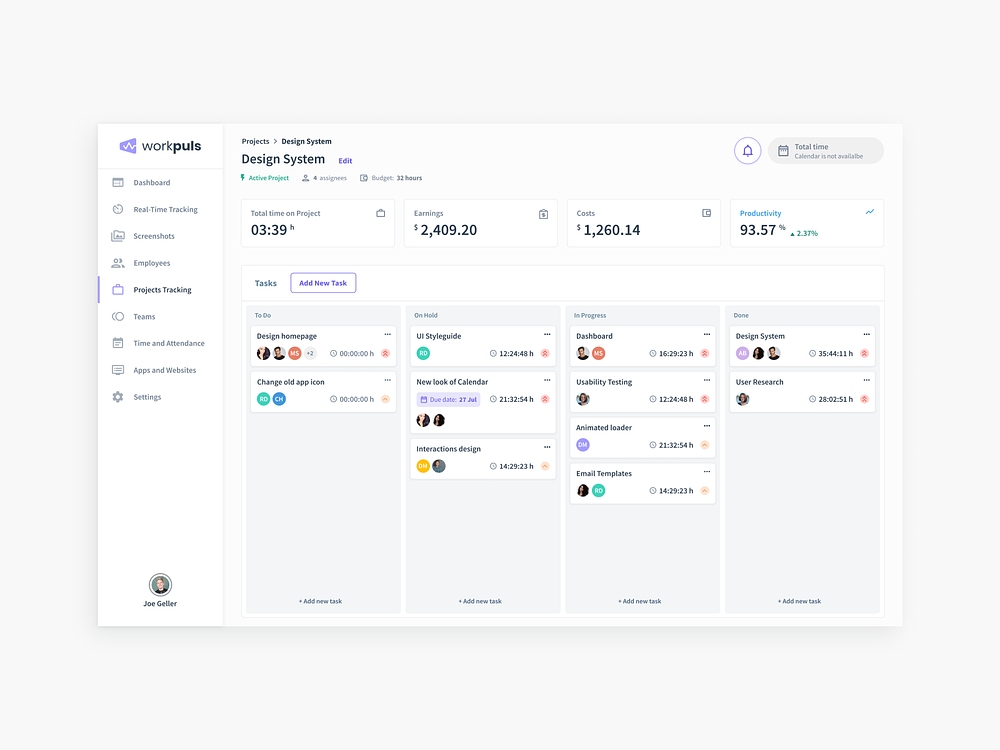 workpuls
Dashboard
Real-Time Tracking
Screenshots
Employees
Projects Tracking
Teams
Time and Attendance
Apps and Websites
Settings
Joe Geller
Projects > Design System
Design System Edit
Active Project 4 assignees Budget: 32 hours
Total time
Calendar is not availalbe
Total time on Project
03:39 h
Earnings
$ 2,409.20
Costs
$ 1,260.14
Productivity
93.57 % ▲ 2.37%
Tasks Add New Task
To Do
Design homepage
MS +2 00:00:00 h
Change old app icon
RD CH 00:00:00 h
+ Add new task
On Hold
UI Styleguide
RD 12:24:48 h
New look of Calendar
Due date: 27 Jul 21:32:54 h
Interactions design
DM 14:29:23 h
+ Add new task
In Progress
Dashboard
MS 16:29:23 h
Usability Testing
12:24:48 h
Animated loader
DM 21:32:54 h
Email Templates
RD 14:29:23 h
+ Add new task
Done
Design System
AB 35:44:11 h
User Research
28:02:51 h
+ Add new task